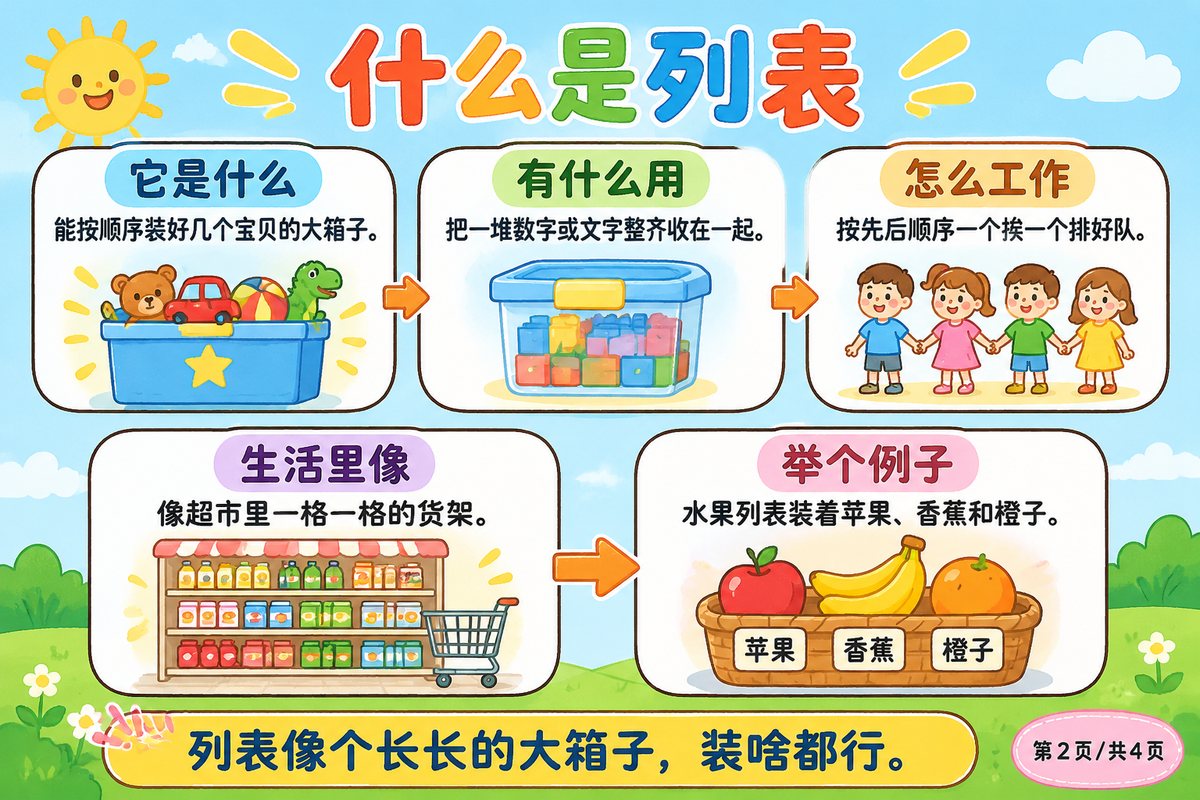 什么是列表
它是什么
能按顺序装好几个宝贝的大箱子。
有什么用
把一堆数字或文字整齐收在一起。
怎么工作
按先后顺序一个挨一个排好队。
生活里像
像超市里一格一格的货架。
举个例子
水果列表装着苹果、香蕉和橙子。
苹果
香蕉
橙子
列表像个长长的大箱子，装啥都行。
第2页/共4页